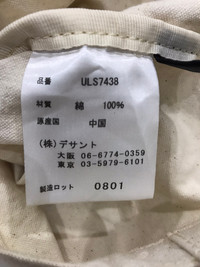 品番 ULS7438
材質 綿 100%
原産国 中国
(株)デサント
大阪 06-6774-0359
東京 03-5979-6101
製造ロット 0801